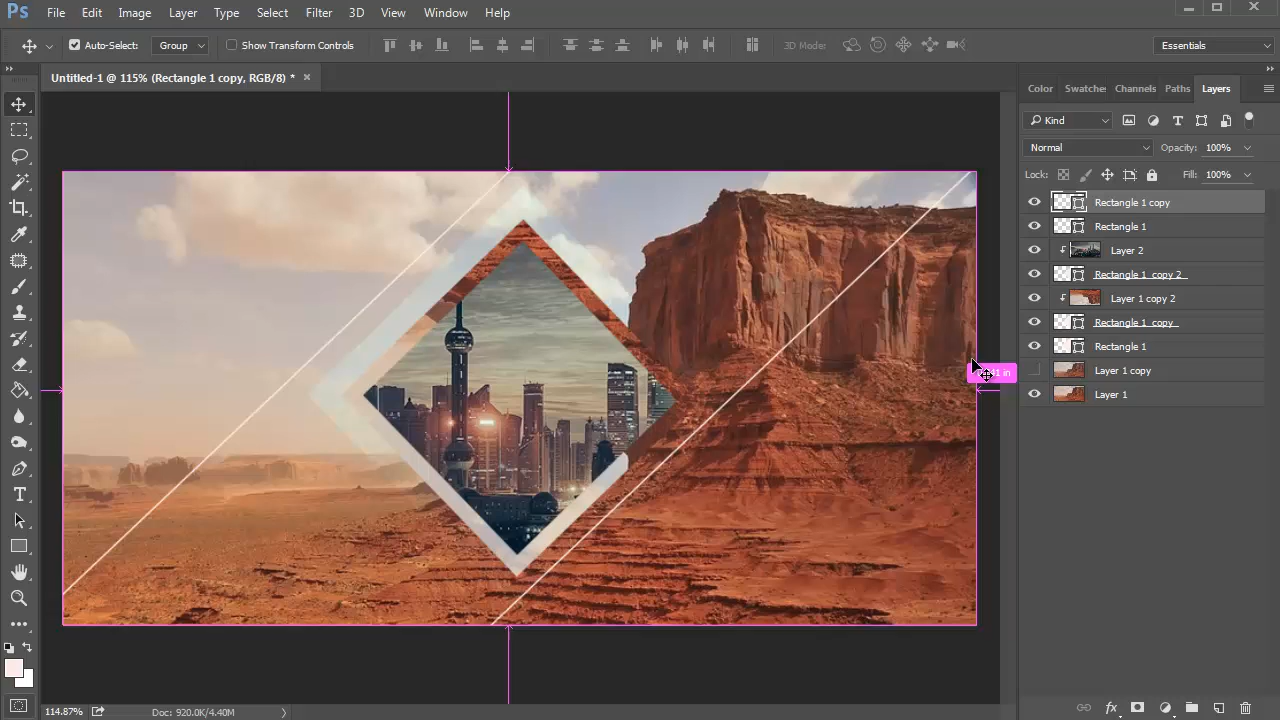 Ps File Edit Image Layer Type Select Filter 3D View Window Help
Auto-Select: Group Show Transform Controls 3D Mode: Essentials
Untitled-1 @ 115% (Rectangle 1 copy, RGB/8) *
Color Swatches Channels Paths Layers
Kind
Normal Opacity: 100%
Lock: Fill: 100%
Rectangle 1 copy
Rectangle 1
Layer 2
Rectangle 1 copy 2
Layer 1 copy 2
Rectangle 1 copy
Rectangle 1
Layer 1 copy
Layer 1
in
114.87% Doc: 920.0K/4.40M